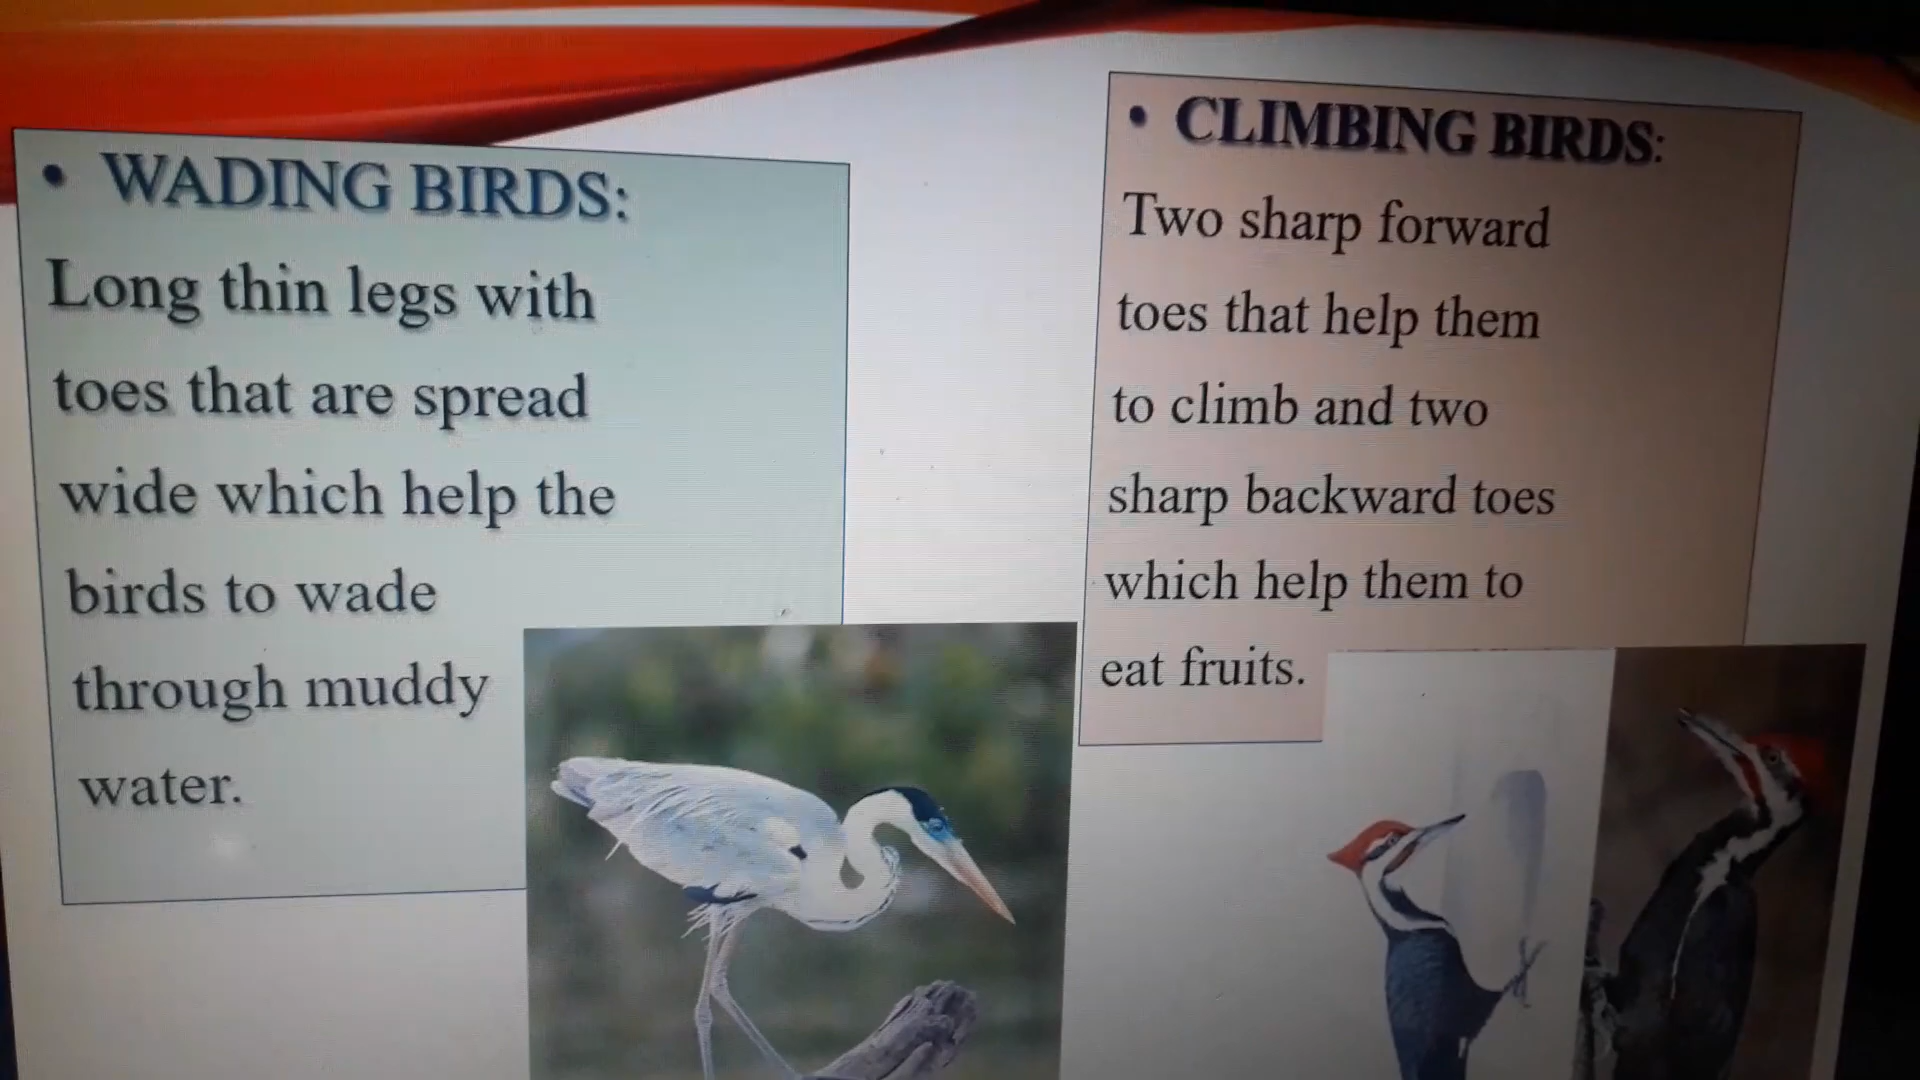 • WADING BIRDS:
Long thin legs with
toes that are spread
wide which help the
birds to wade
through muddy
water.
• CLIMBING BIRDS:
Two sharp forward
toes that help them
to climb and two
sharp backward toes
which help them to
eat fruits.